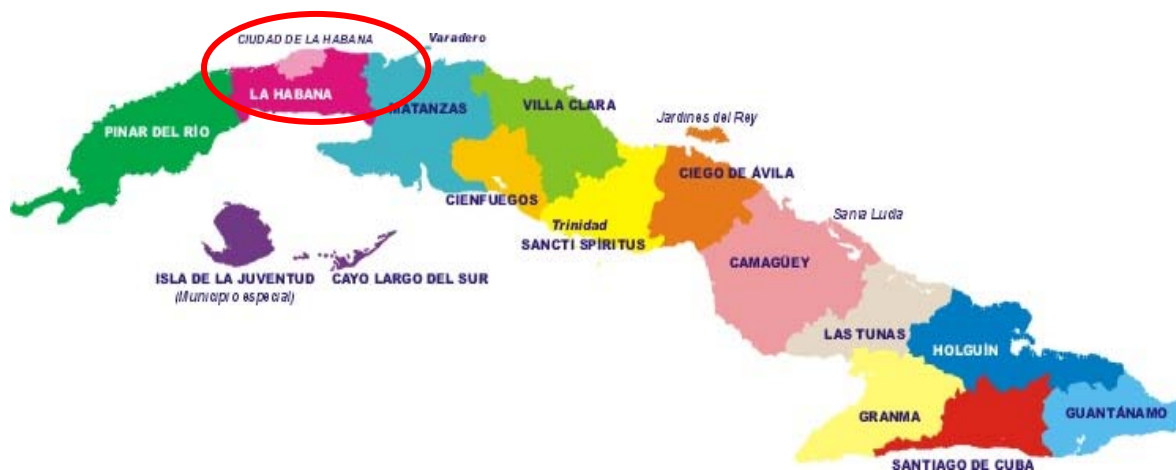 CIUDAD DE LA HABANA
Varadero
LA HABANA
MATANZAS
VILLA CLARA
PINAR DEL RÍO
Jardines del Rey
CIEGO DE ÁVILA
CIENFUEGOS
Trinidad
SANCTI SPÍRITUS
Santa Lucía
CAMAGÜEY
ISLA DE LA JUVENTUD
(Municipio especial)
CAYO LARGO DEL SUR
LAS TUNAS
HOLGUÍN
GRANMA
GUANTÁNAMO
SANTIAGO DE CUBA